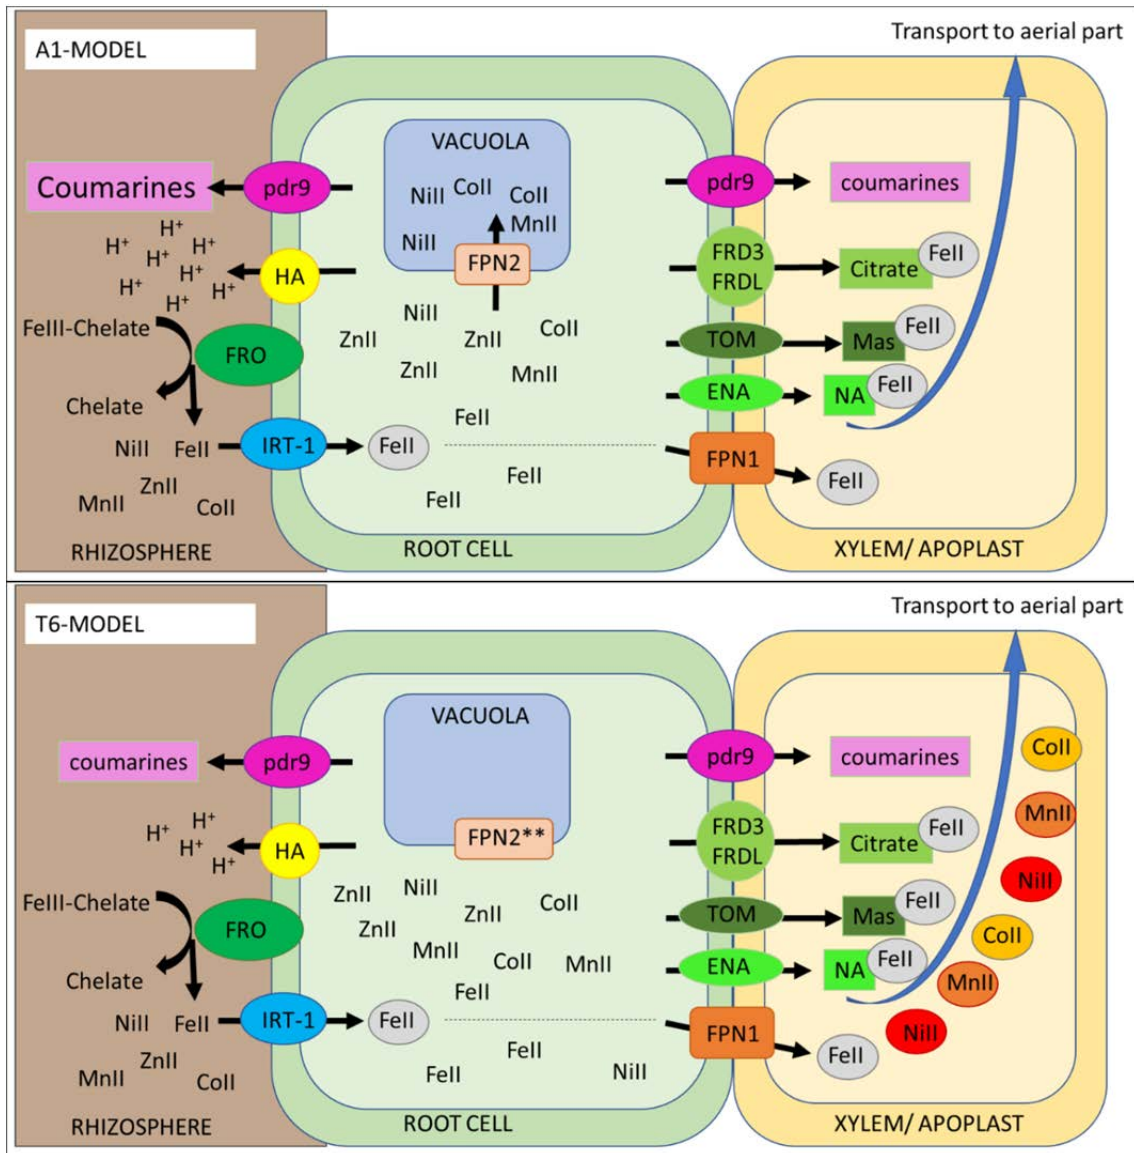 A1-MODEL
Transport to aerial part
VACUOLA
NiII CoII CoII
MnII
NiII
FPN2
Coumarines
pdr9
pdr9
coumarines
H+ H+ H+
H+ H+
H+ H+ H+
HA
FRD3
FRDL
Citrate
FeII
FeIII-Chelate
FRO
Chelate
NiII
ZnII ZnII CoII
ZnII MnII
FeII
TOM
Mas
FeII
ENA
NA
FeII
NiII FeII
IRT-1
FeII
FPN1
FeII
ZnII
MnII CoII
FeII
FeII
RHIZOSPHERE
ROOT CELL
XYLEM/ APOPLAST
T6-MODEL
Transport to aerial part
VACUOLA
FPN2**
coumarines
pdr9
pdr9
coumarines
CoII
MnII
NiII
CoII
MnII
NiII
H+ H+
H+ H+
HA
FRD3
FRDL
Citrate
FeII
FeIII-Chelate
FRO
Chelate
ZnII NiII CoII
ZnII ZnII
MnII CoII MnII
FeII
TOM
Mas
FeII
ENA
NA
FeII
NiII FeII
IRT-1
FeII
FPN1
FeII
ZnII
MnII CoII
FeII
FeII NiII
RHIZOSPHERE
ROOT CELL
XYLEM/ APOPLAST